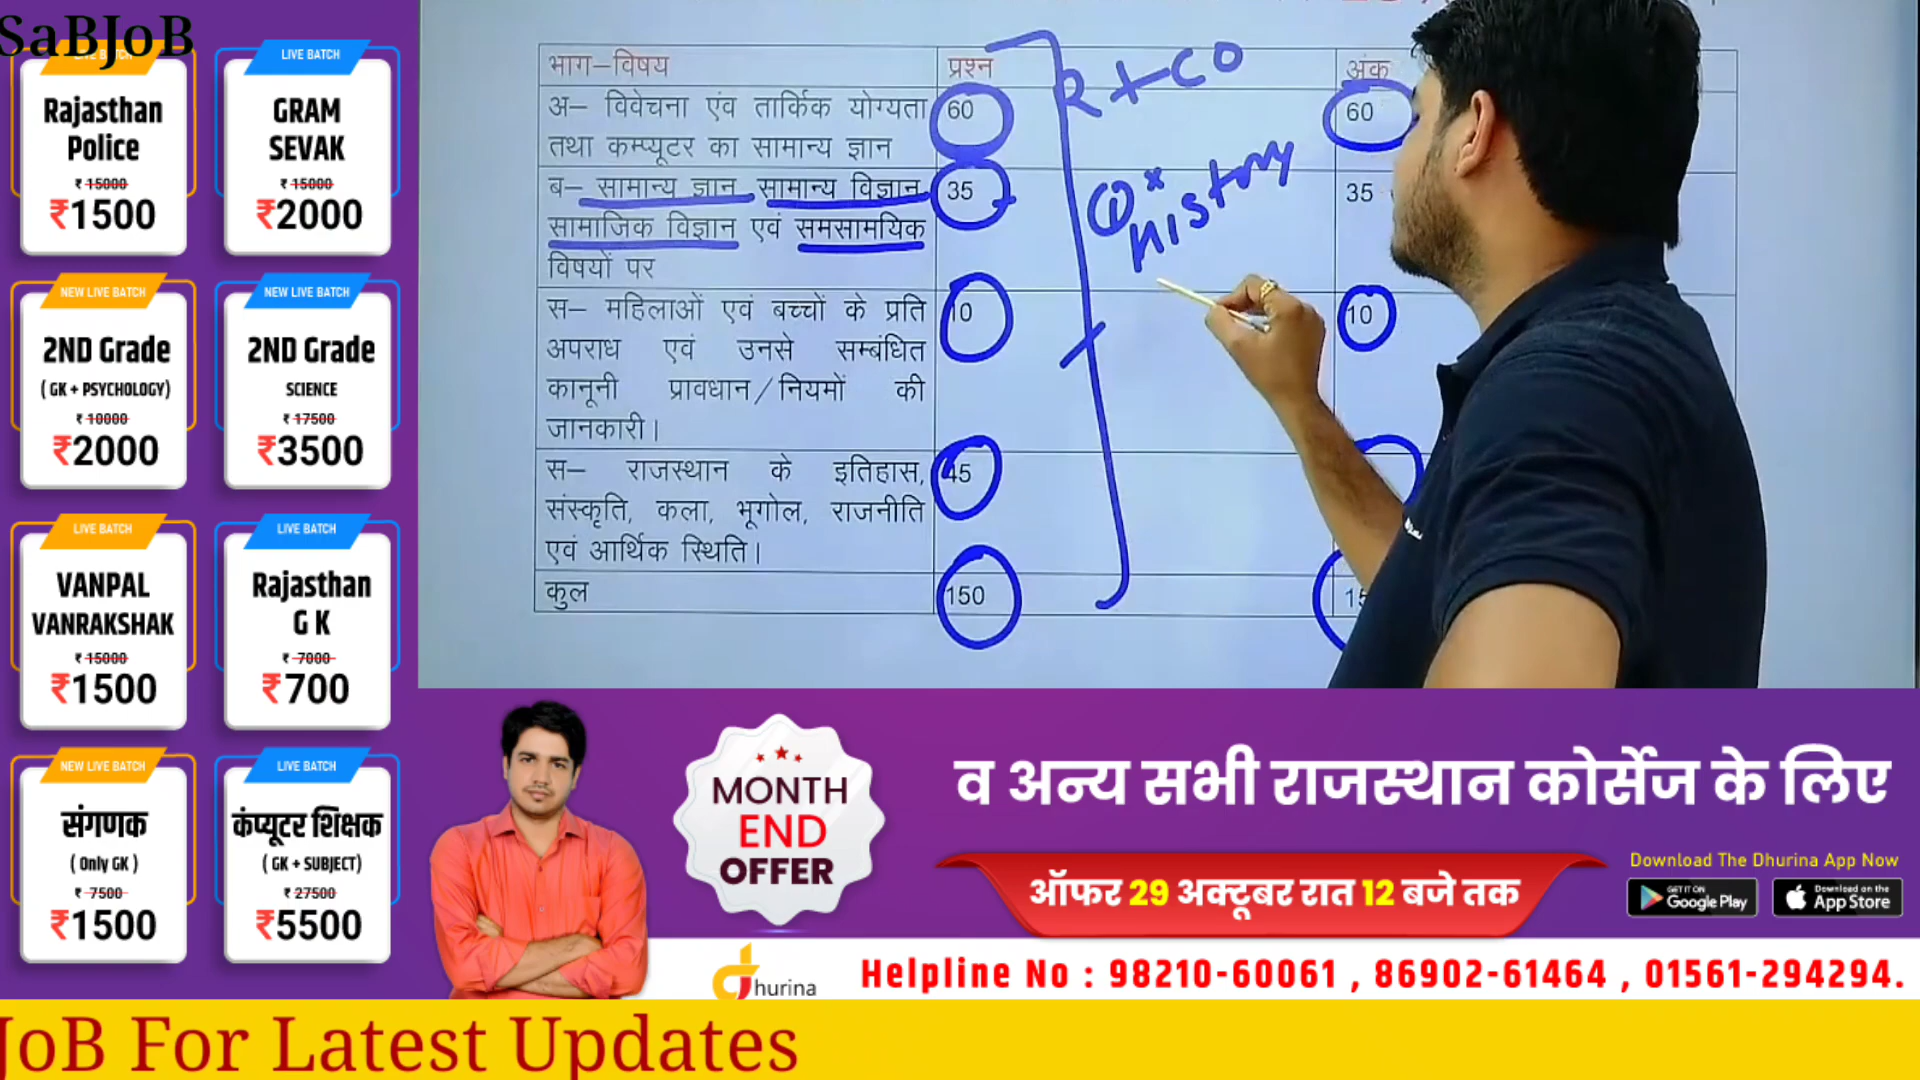 SaBJoB
LIVE BATCH
Rajasthan
Police
₹ 15000
₹1500
LIVE BATCH
GRAM
SEVAK
₹ 15000
₹2000
NEW LIVE BATCH
2ND Grade
( GK + PSYCHOLOGY)
₹ 10000
₹2000
NEW LIVE BATCH
2ND Grade
SCIENCE
₹ 17500
₹3500
LIVE BATCH
VANPAL
VANRAKSHAK
₹ 15000
₹1500
LIVE BATCH
Rajasthan
G K
₹ 7000
₹700
NEW LIVE BATCH
संगणक
( Only GK )
₹ 7500
₹1500
LIVE BATCH
कंप्यूटर शिक्षक
( GK + SUBJECT)
₹ 27500
₹5500
भाग–विषय प्रश्न अंक
अ– विवेचना एंव तार्किक योग्यता 60 60
तथा कम्प्यूटर का सामान्य ज्ञान
ब– सामान्य ज्ञान सामान्य विज्ञान 35 35
सामाजिक विज्ञान एवं समसामयिक
विषयों पर
स– महिलाओं एवं बच्चों के प्रति 10 10
अपराध एवं उनसे सम्बंधित
कानूनी प्रावधान/नियमों की
जानकारी।
स– राजस्थान के इतिहास, 45
संस्कृति, कला, भूगोल, राजनीति
एवं आर्थिक स्थिति।
कुल 150
R + CO
① History
MONTH
END
OFFER
व अन्य सभी राजस्थान कोर्सेज के लिए
ऑफर 29 अक्टूबर रात 12 बजे तक
Download The Dhurina App Now
GET IT ON
Google Play
Download on the
App Store
dhurina
Helpline No : 98210-60061 , 86902-61464 , 01561-294294.
JoB For Latest Updates